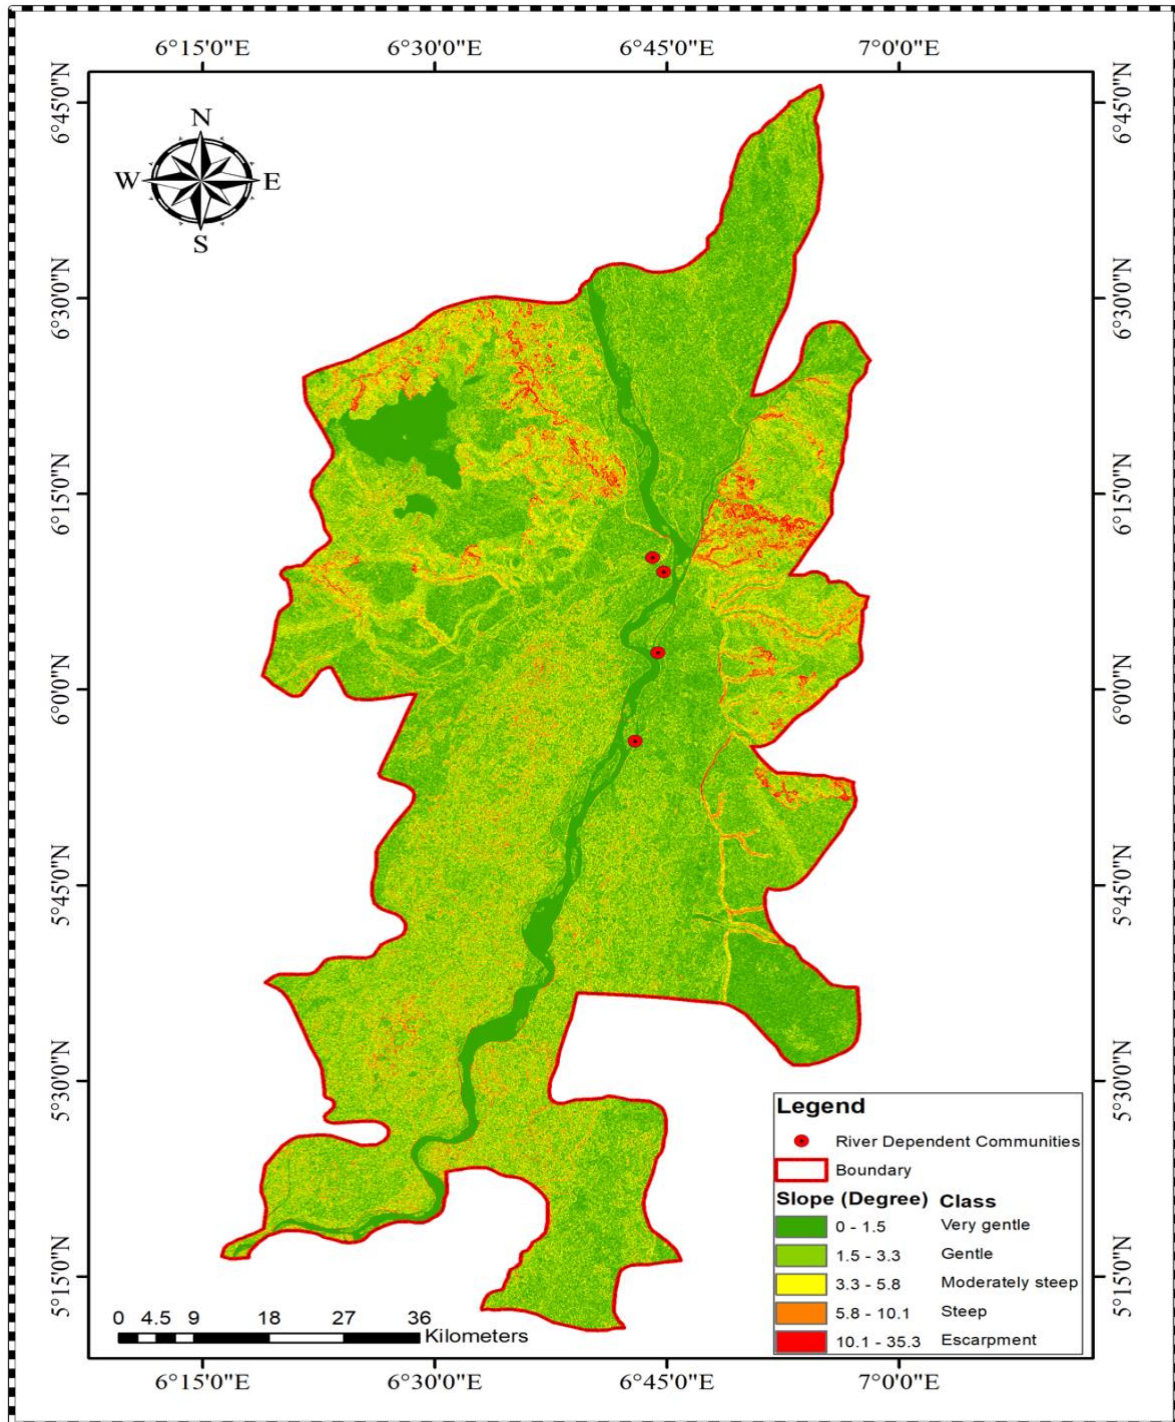 6°15'0"E 6°30'0"E 6°45'0"E 7°0'0"E
6°45'0"N 6°45'0"N
N
W E
S
6°30'0"N 6°30'0"N
6°15'0"N 6°15'0"N
6°0'0"N 6°0'0"N
5°45'0"N 5°45'0"N
5°30'0"N 5°30'0"N
Legend
River Dependent Communities
Boundary
Slope (Degree) Class
0 - 1.5 Very gentle
1.5 - 3.3 Gentle
3.3 - 5.8 Moderately steep
5.8 - 10.1 Steep
10.1 - 35.3 Escarpment
5°15'0"N 5°15'0"N
0 4.5 9 18 27 36
Kilometers
6°15'0"E 6°30'0"E 6°45'0"E 7°0'0"E